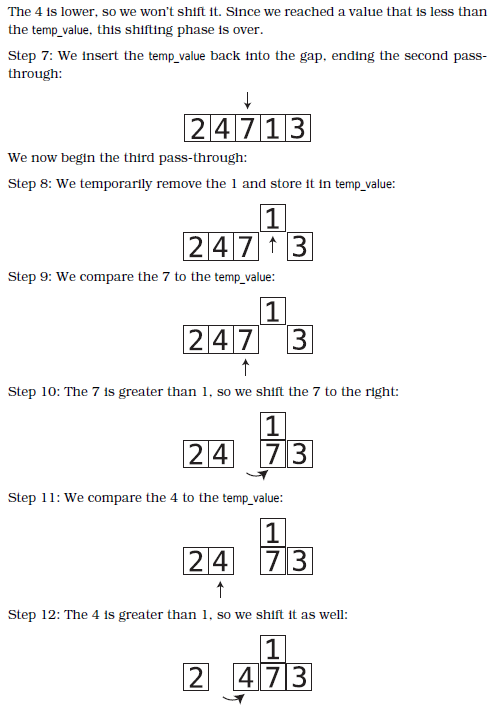 The 4 is lower, so we won't shift it. Since we reached a value that is less than
the temp_value, this shifting phase is over.
Step 7: We insert the temp_value back into the gap, ending the second pass-
through:
2 4 7 1 3
We now begin the third pass-through:
Step 8: We temporarily remove the 1 and store it in temp_value:
1
2 4 7 3
Step 9: We compare the 7 to the temp_value:
1
2 4 7 3
Step 10: The 7 is greater than 1, so we shift the 7 to the right:
1
2 4 7 3
Step 11: We compare the 4 to the temp_value:
1
2 4 7 3
Step 12: The 4 is greater than 1, so we shift it as well:
1
2 4 7 3